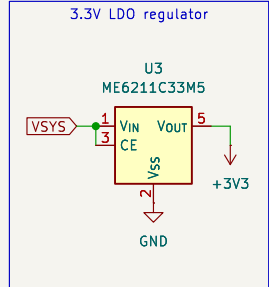 3.3V LDO regulator
U3
ME6211C33M5
VSYS
1
VIN
VOUT
5
3
CE
VSS
2
+3V3
GND